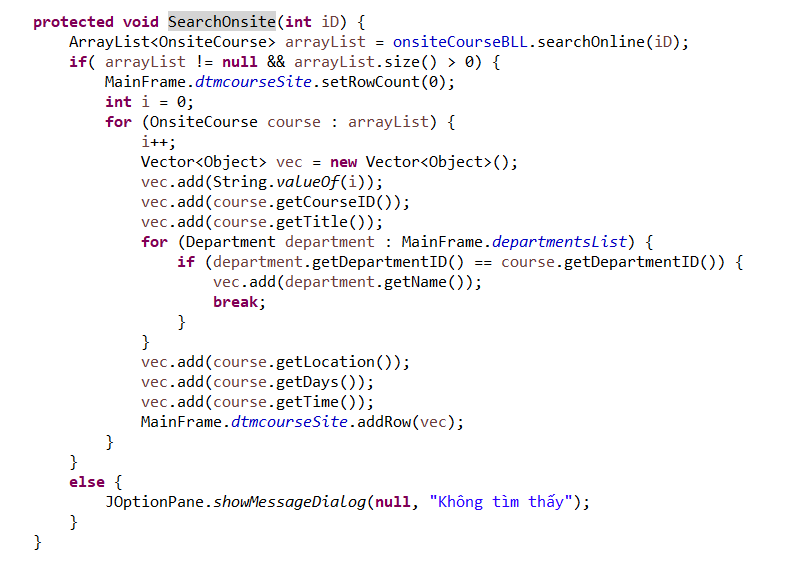 protected void SearchOnsite(int iD) {
    ArrayList<OnsiteCourse> arrayList = onsiteCourseBLL.searchOnline(iD);
    if( arrayList != null && arrayList.size() > 0) {
        MainFrame.dtmcourseSite.setRowCount(0);
        int i = 0;
        for (OnsiteCourse course : arrayList) {
            i++;
            Vector<Object> vec = new Vector<Object>();
            vec.add(String.valueOf(i));
            vec.add(course.getCourseID());
            vec.add(course.getTitle());
            for (Department department : MainFrame.departmentsList) {
                if (department.getDepartmentID() == course.getDepartmentID()) {
                    vec.add(department.getName());
                    break;
                }
            }
            vec.add(course.getLocation());
            vec.add(course.getDays());
            vec.add(course.getTime());
            MainFrame.dtmcourseSite.addRow(vec);
        }
    }
    else {
        JOptionPane.showMessageDialog(null, "Không tìm thấy");
    }
}